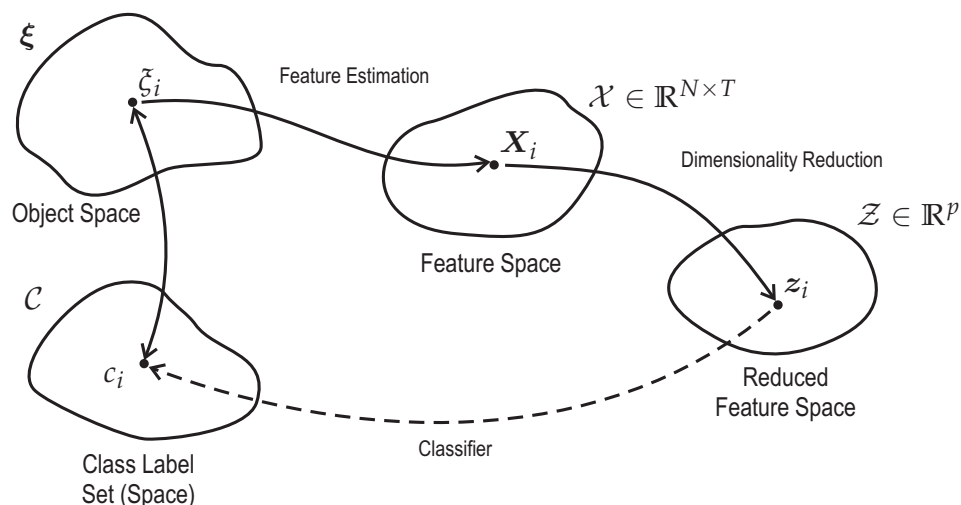 ξ
ξ_i
Feature Estimation
𝒳 ∈ ℝ^{N×T}
X_i
Dimensionality Reduction
Object Space
𝒵 ∈ ℝ^p
Feature Space
z_i
𝒞
c_i
Reduced
Feature Space
Classifier
Class Label
Set (Space)